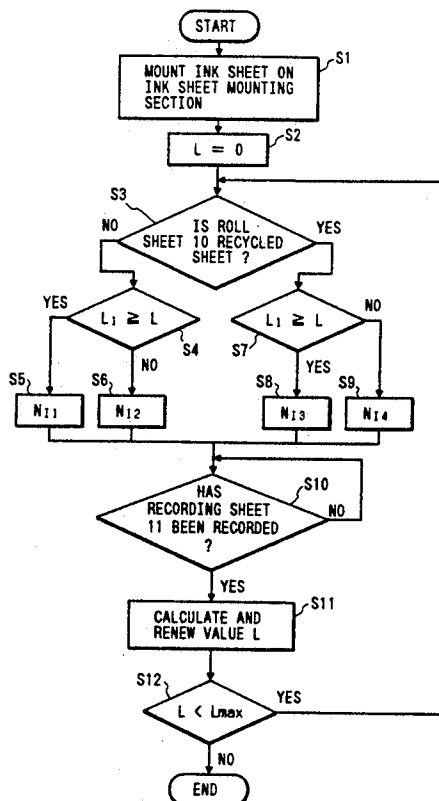 START
S1
MOUNT INK SHEET ON
INK SHEET MOUNTING
SECTION
S2
L = 0
S3
NO
YES
IS ROLL
SHEET 10 RECYCLED
SHEET ?
YES
L1 ≧ L
S4
NO
S7
L1 ≧ L
NO
YES
S5
NI1
S6
NI2
S8
NI3
S9
NI4
HAS
RECORDING SHEET
11 BEEN RECORDED
?
S10
NO
YES
S11
CALCULATE AND
RENEW VALUE L
S12
L < Lmax
YES
NO
END